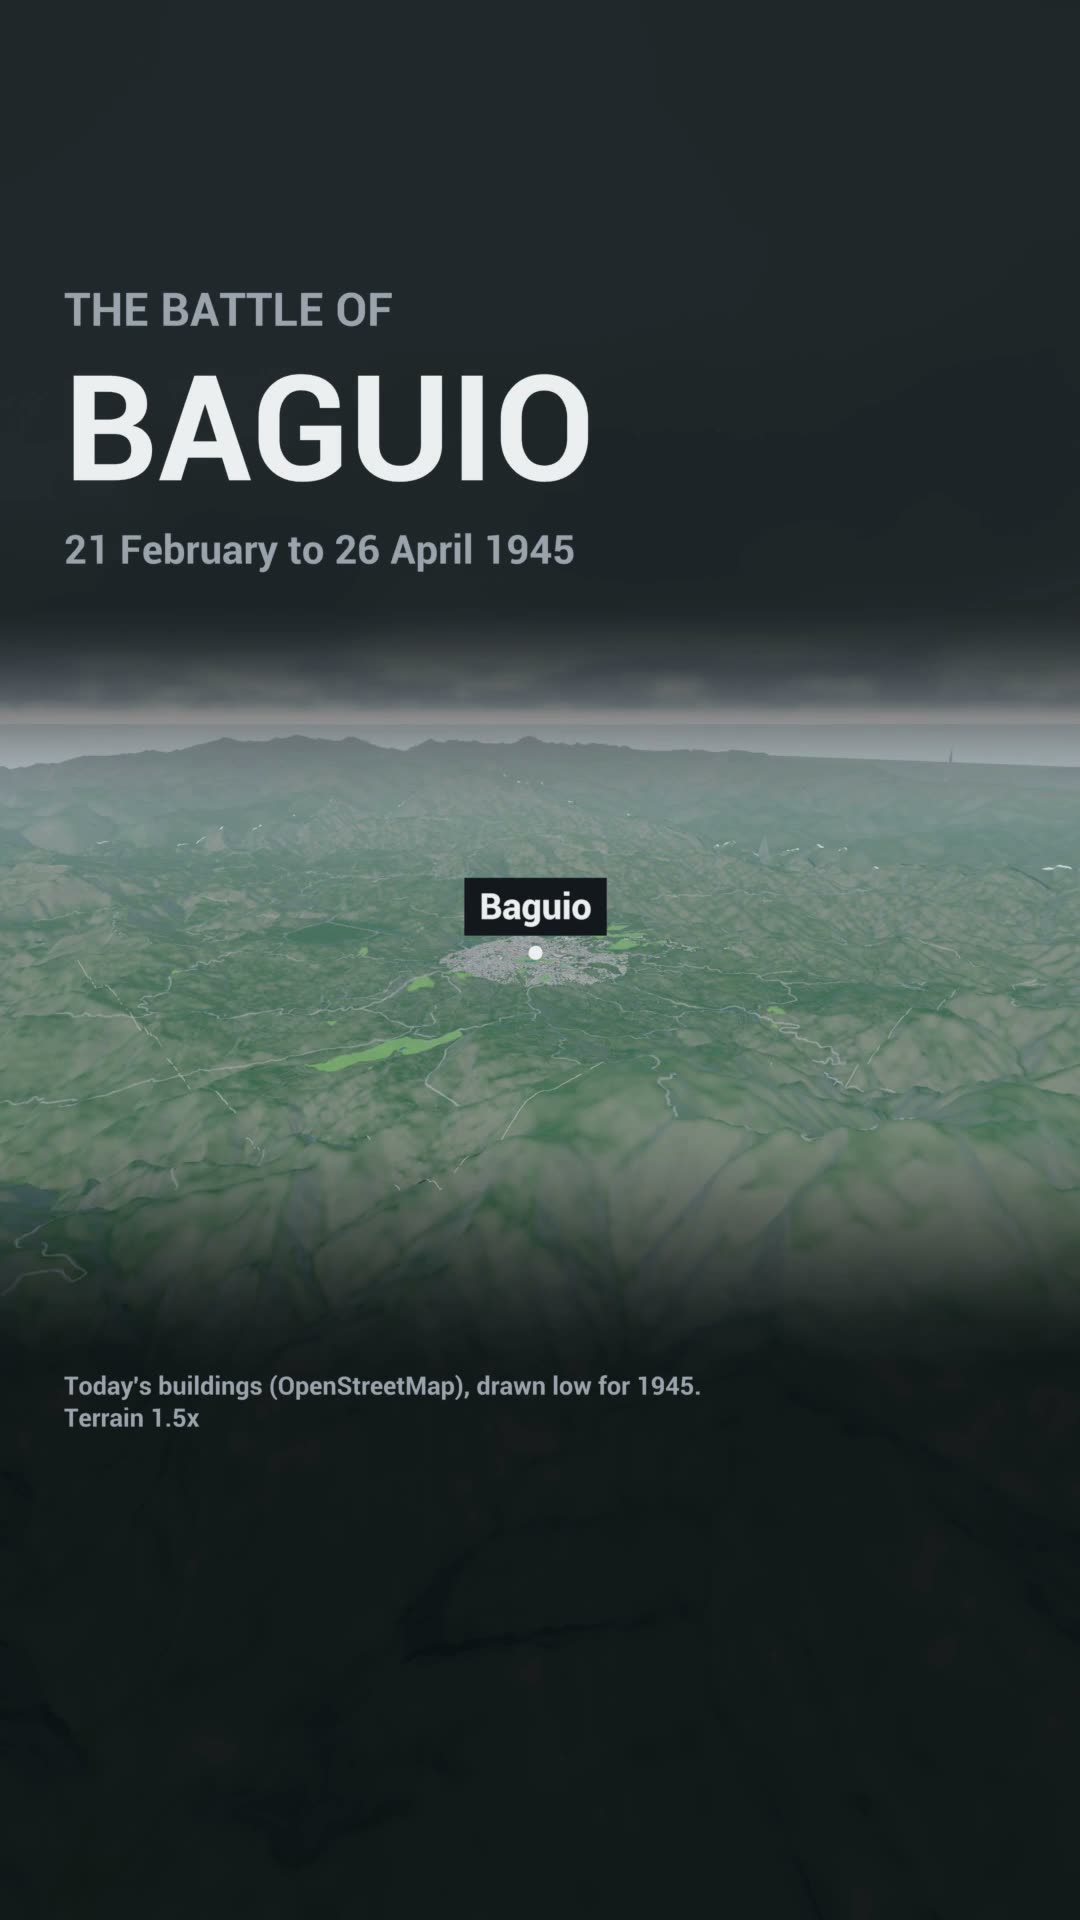 THE BATTLE OF
BAGUIO
21 February to 26 April 1945
Baguio
Today's buildings (OpenStreetMap), drawn low for 1945.
Terrain 1.5x